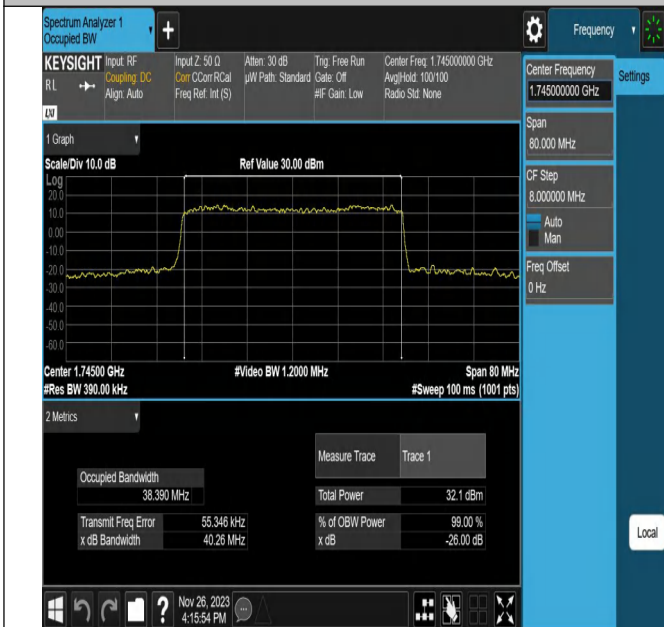 Spectrum Analyzer 1
Occupied BW
Frequency
KEYSIGHT
RL
LXI
Input: RF
Coupling: DC
Align: Auto
Input Z: 50 Ω
Corr CCorr RCal
Freq Ref: Int (S)
Atten: 30 dB
µW Path: Standard
Trig: Free Run
Gate: Off
#IF Gain: Low
Center Freq: 1.745000000 GHz
Avg|Hold: 100/100
Radio Std: None
Center Frequency
1.745000000 GHz
Settings
Span
80.000 MHz
CF Step
8.000000 MHz
Auto
Man
Freq Offset
0 Hz
1 Graph
Scale/Div 10.0 dB
Ref Value 30.00 dBm
Log
20.0
10.0
0.00
-10.0
-20.0
-30.0
-40.0
-50.0
-60.0
Center 1.74500 GHz
#Video BW 1.2000 MHz
Span 80 MHz
#Res BW 390.00 kHz
#Sweep 100 ms (1001 pts)
2 Metrics
Measure Trace Trace 1
Occupied Bandwidth
38.390 MHz
Total Power 32.1 dBm
Transmit Freq Error 55.346 kHz
% of OBW Power 99.00 %
x dB Bandwidth 40.26 MHz
x dB -26.00 dB
Local
Nov 26, 2023
4:15:54 PM